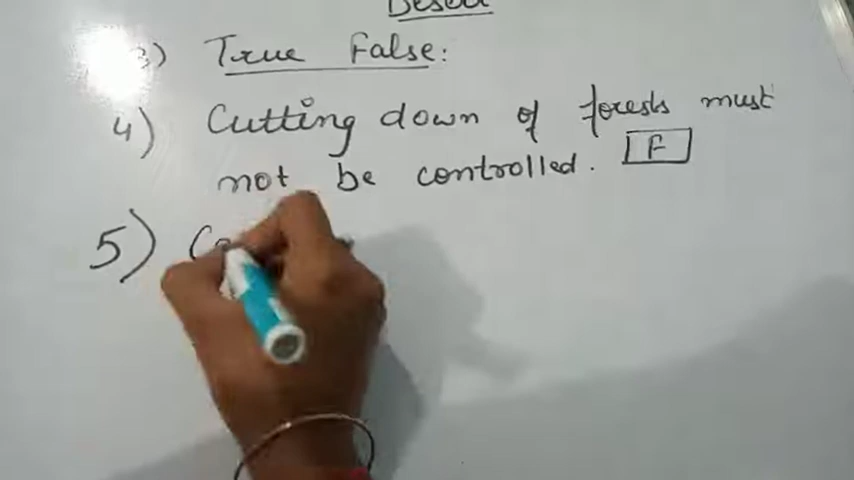 3) True False:
4) Cutting down of forests must
not be controlled. F
5)